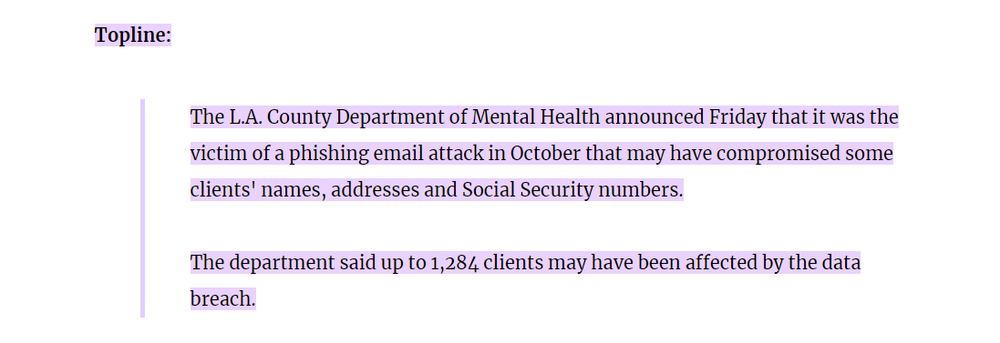 Topline:
The L.A. County Department of Mental Health announced Friday that it was the
victim of a phishing email attack in October that may have compromised some
clients' names, addresses and Social Security numbers.
The department said up to 1,284 clients may have been affected by the data
breach.